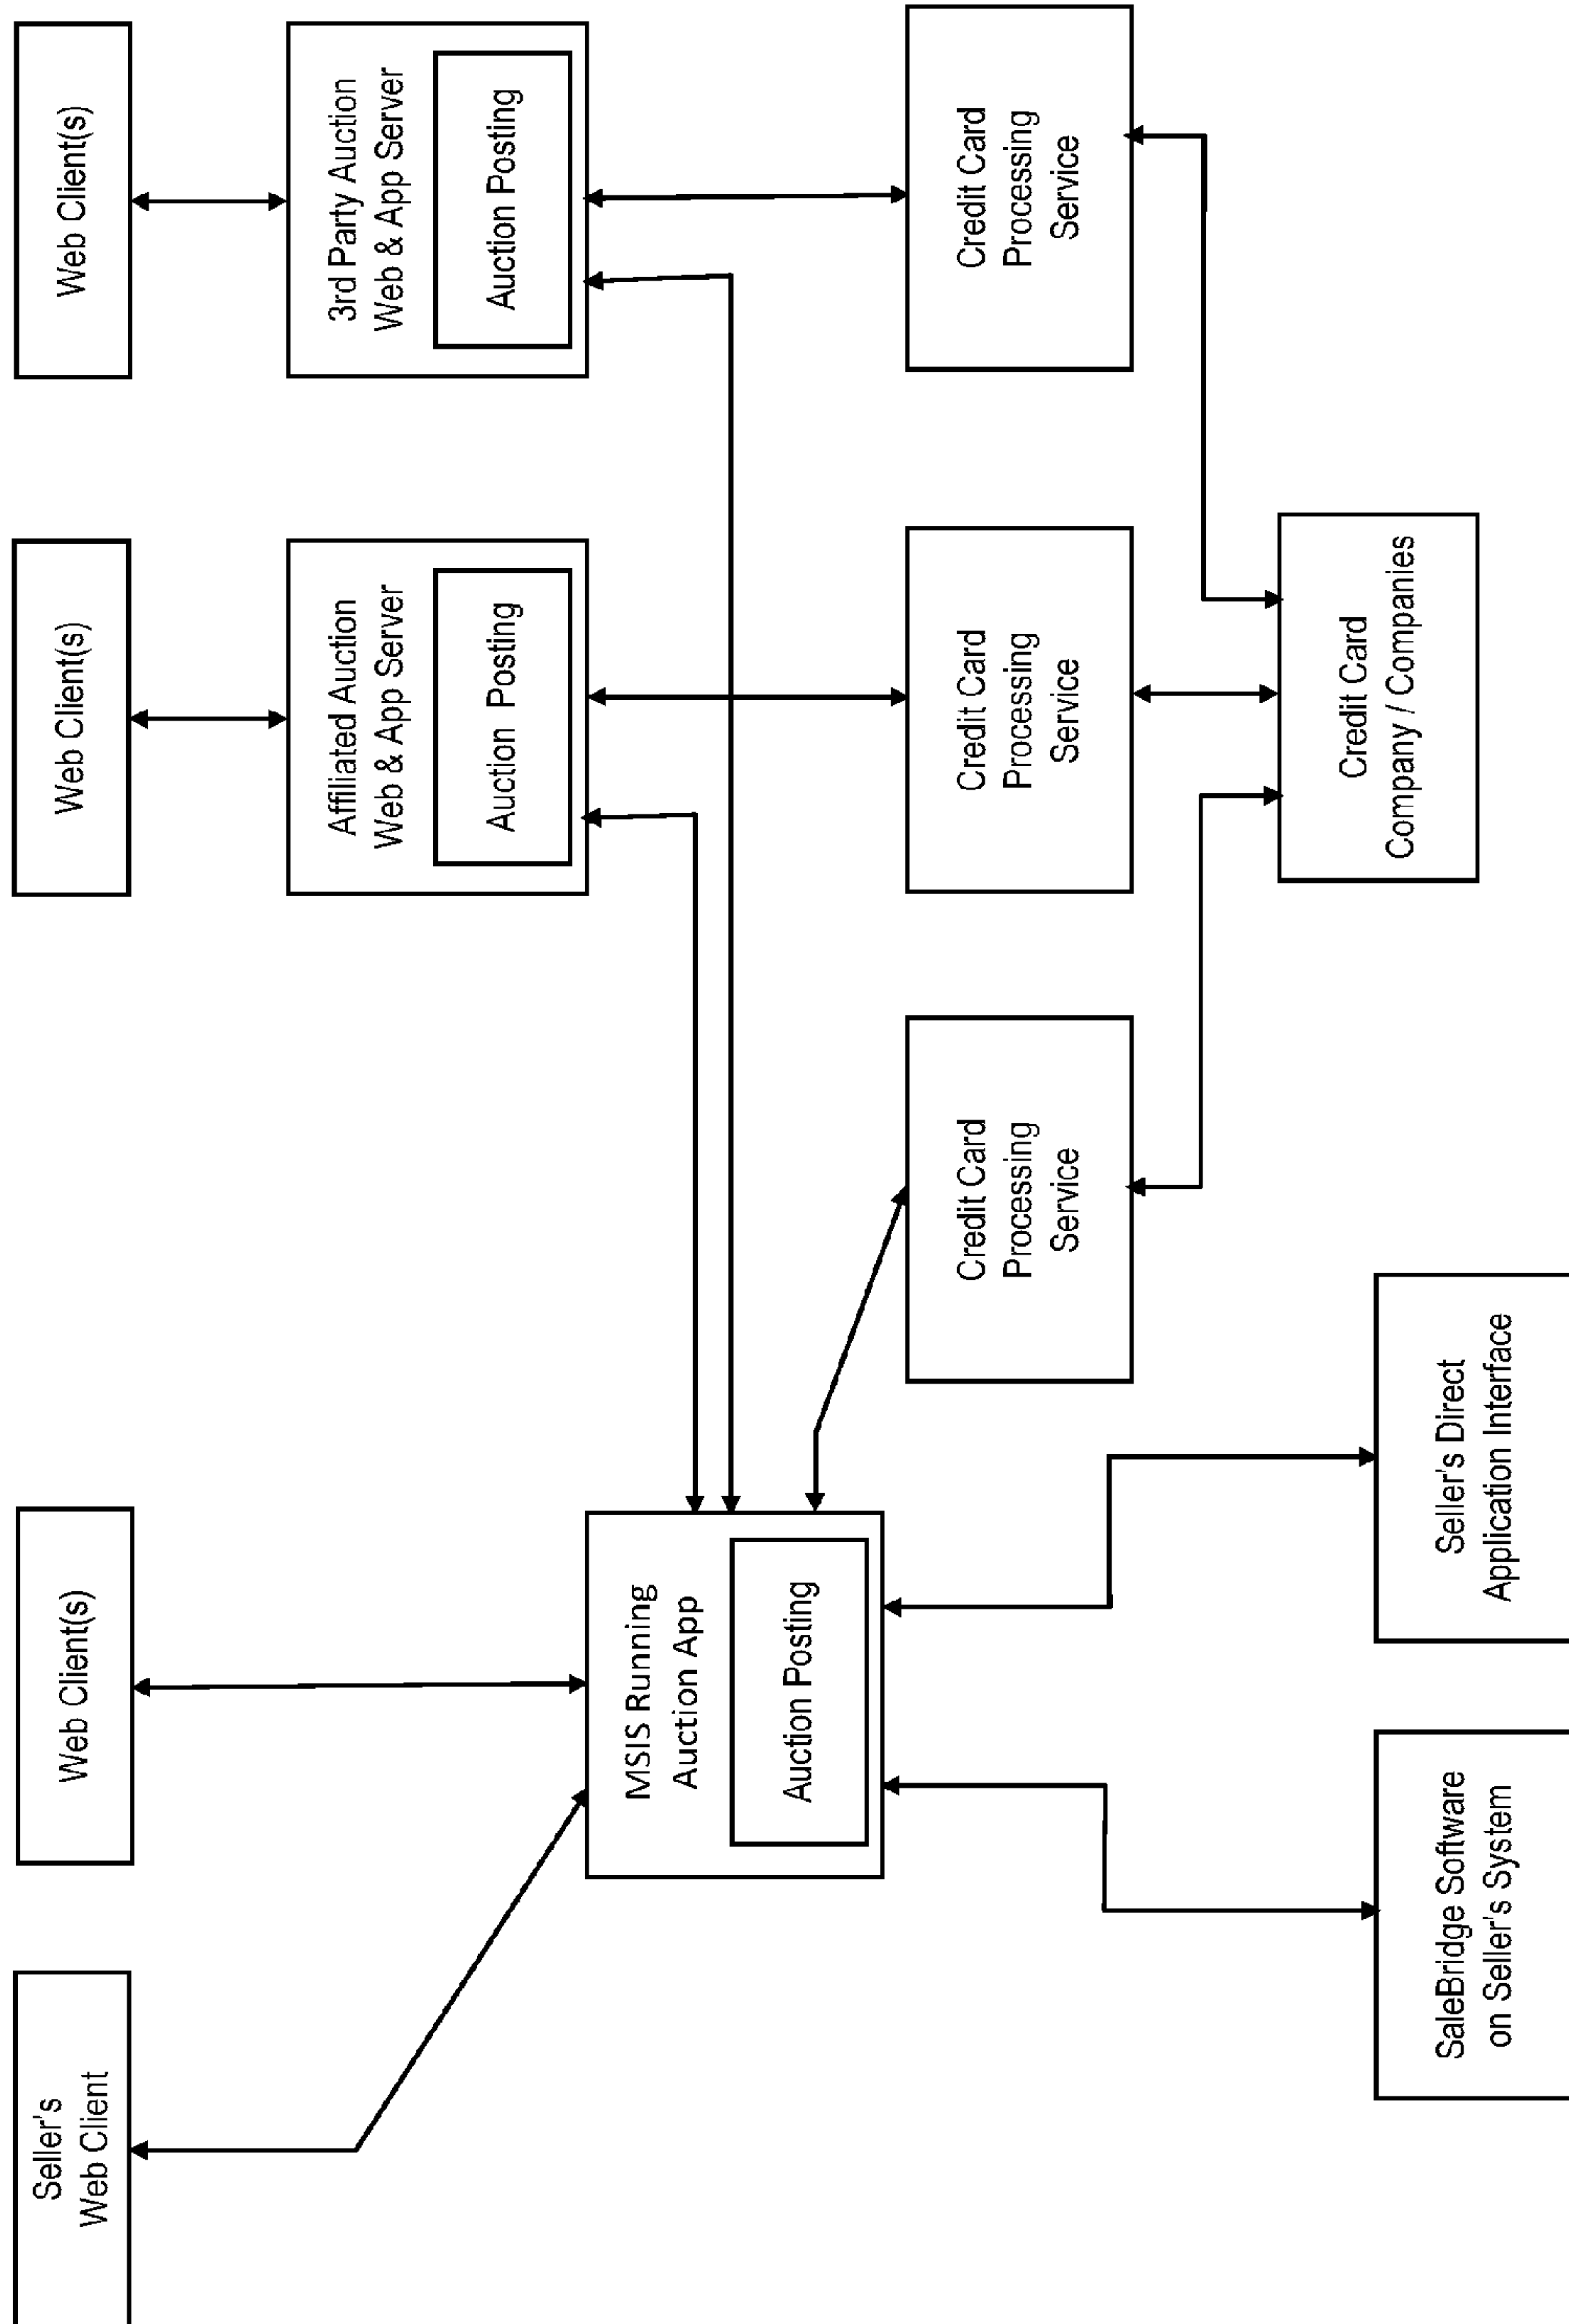 Seller's
Web Client
Web Client(s)
Web Client(s)
Web Client(s)
Affiliated Auction
Web & App Server
Auction Posting
3rd Party Auction
Web & App Server
Auction Posting
MSIS Running
Auction App
Auction Posting
Credit Card
Processing
Service
Credit Card
Processing
Service
Credit Card
Processing
Service
Credit Card
Company / Companies
SaleBridge Software
on Seller's System
Seller's Direct
Application Interface